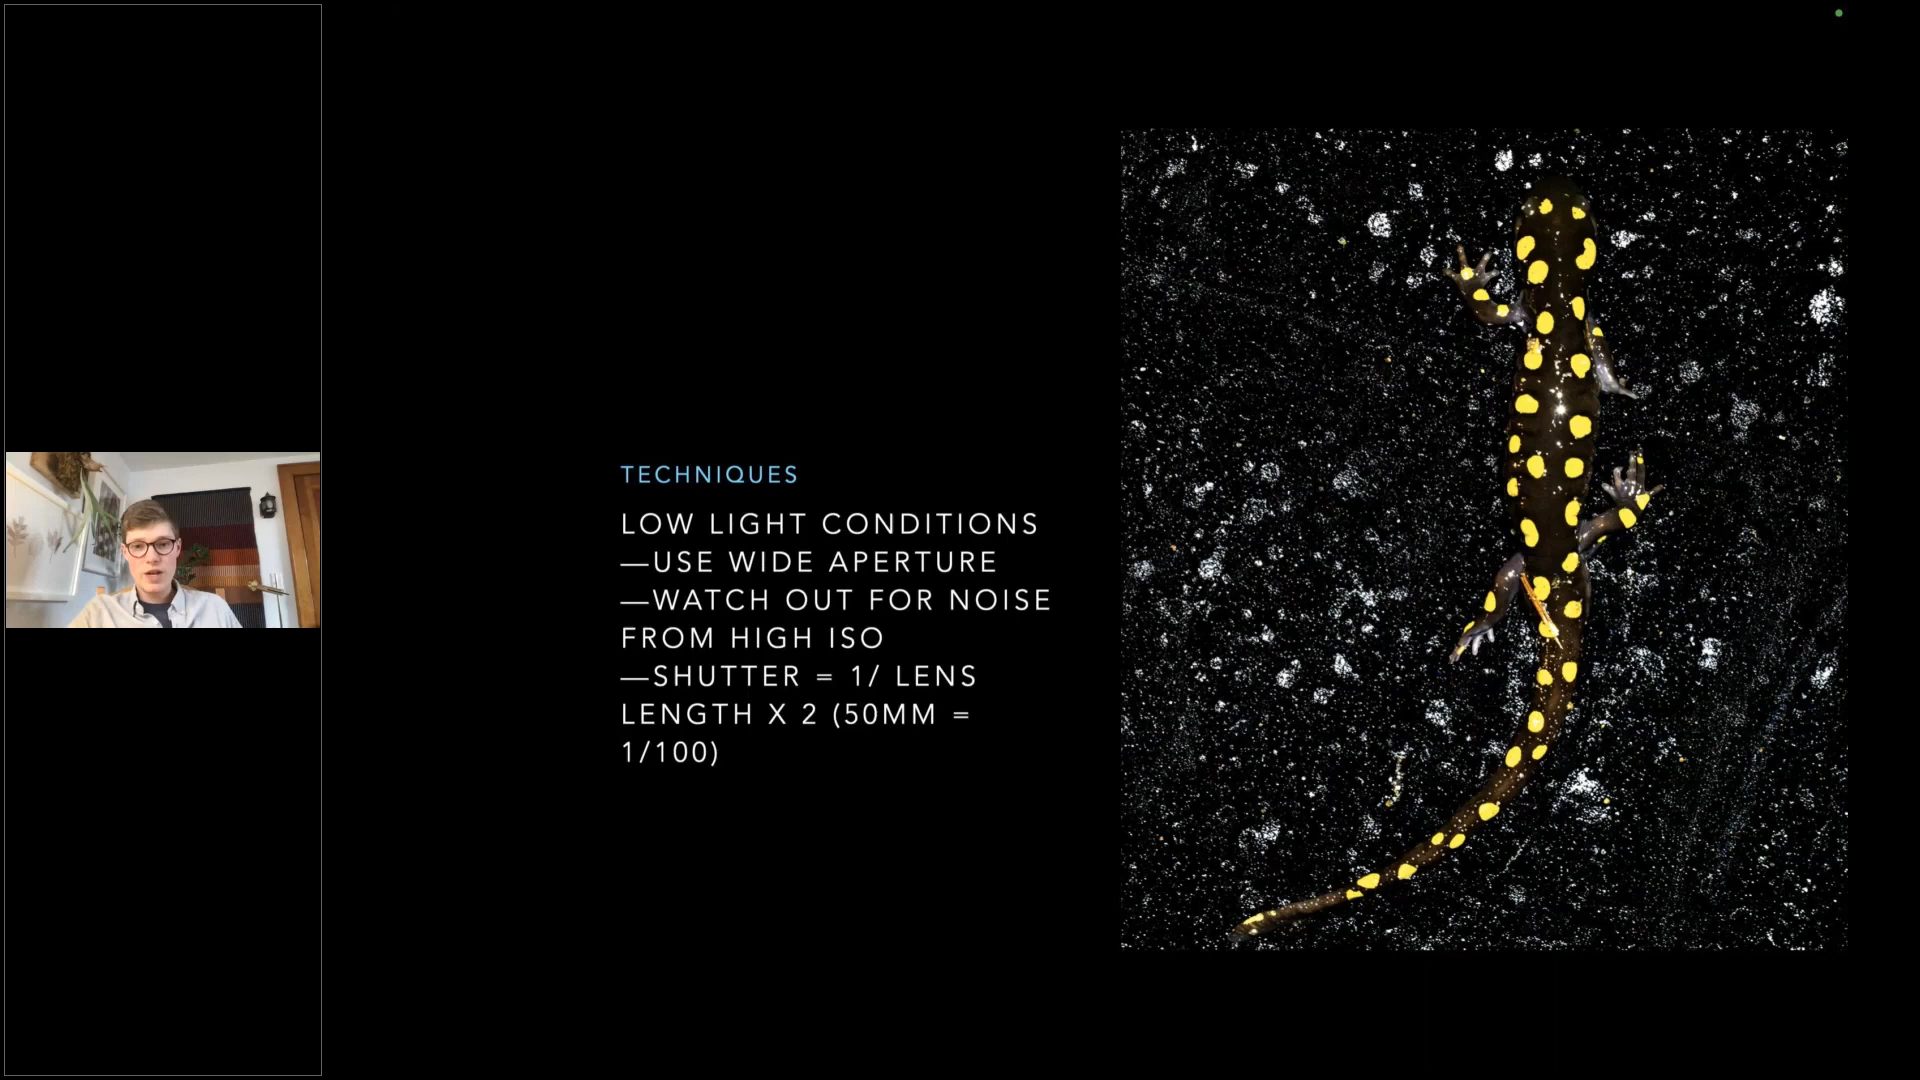 TECHNIQUES
LOW LIGHT CONDITIONS
—USE WIDE APERTURE
—WATCH OUT FOR NOISE
FROM HIGH ISO
—SHUTTER = 1/ LENS
LENGTH X 2 (50MM =
1/100)